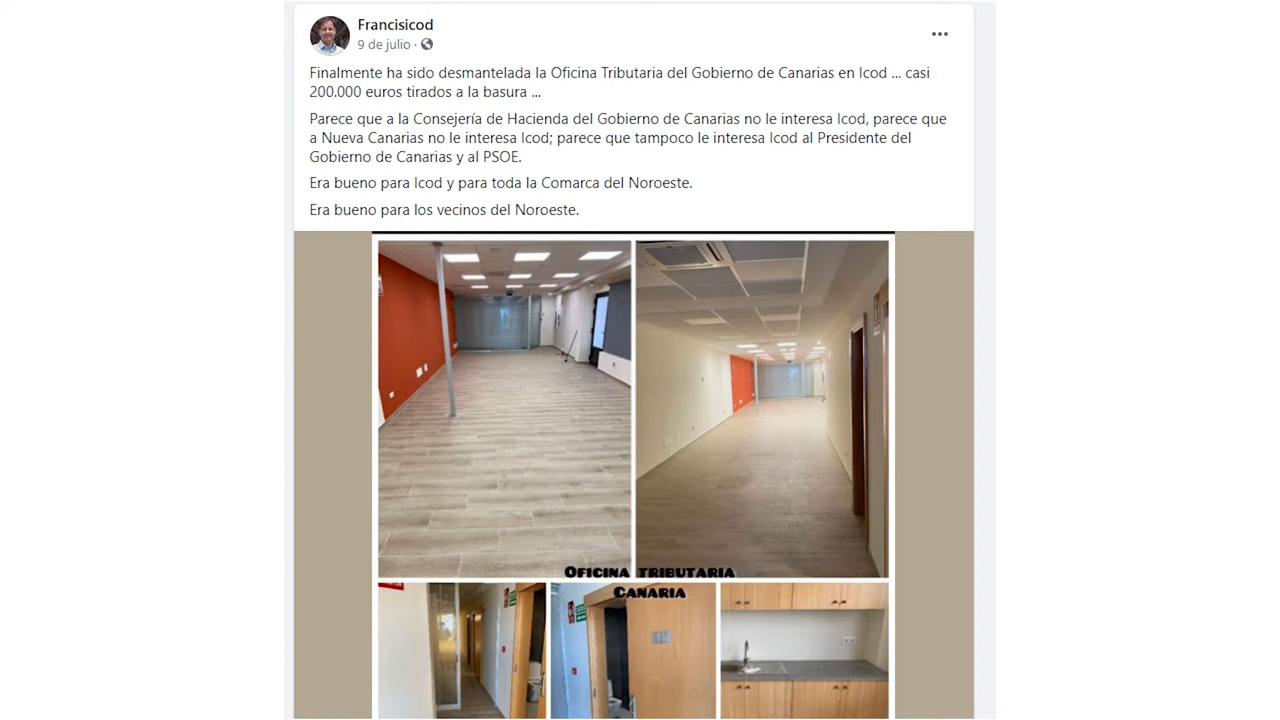 Francisicod
9 de julio ·
Finalmente ha sido desmantelada la Oficina Tributaria del Gobierno de Canarias en Icod ... casi
200.000 euros tirados a la basura ...
Parece que a la Consejería de Hacienda del Gobierno de Canarias no le interesa Icod, parece que
a Nueva Canarias no le interesa Icod; parece que tampoco le interesa Icod al Presidente del
Gobierno de Canarias y al PSOE.
Era bueno para Icod y para toda la Comarca del Noroeste.
Era bueno para los vecinos del Noroeste.
OFICINA TRIBUTARIA
CANARIA